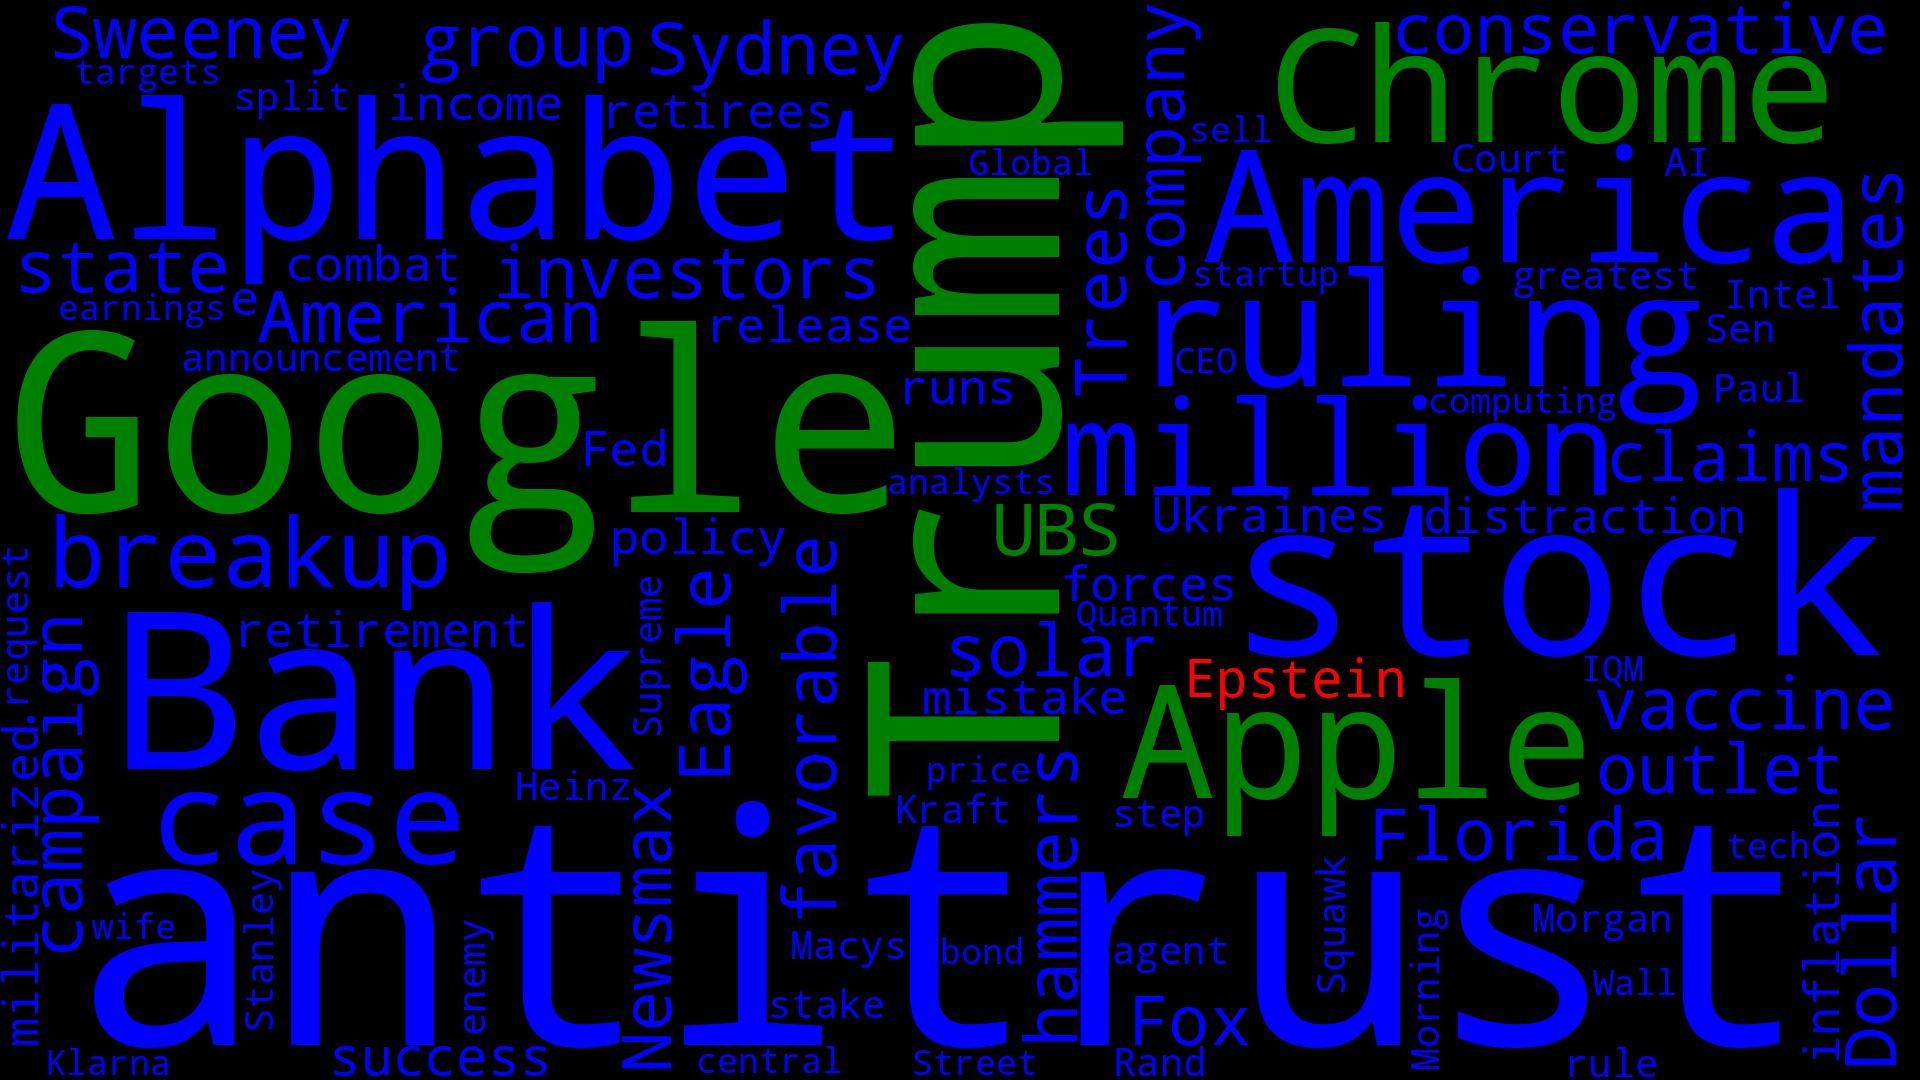 Sweeney
group
Sydney
conservative
targets
split
income
retirees
Chrome
company
sell
Alphabet
Trump
Global
Court
AI
America
Trees
mandates
state
combat
investors
startup
greatest
Intel
earnings
e
American
release
Sen
announcement
CEO
ruling
Google
runs
computing
Paul
Fed
analysts
million
claims
breakup
policy
UBS
Ukraines
distraction
stock
request
campaign
retirement
Supreme
Eagle
favorable
forces
Quantum
solar
Epstein
IQM
mistake
vaccine
Bank
Apple
outlet
militarized
Heinz
price
case
Kraft
step
hammers
Florida
tech
inflation
Dollar
antitrust
wife
Stanley
enemy
Newsmax
Macys
bond
agent
Squawk
Morning
Morgan
Wall
stake
Fox
Klarna
success
central
Street
Rand
rule